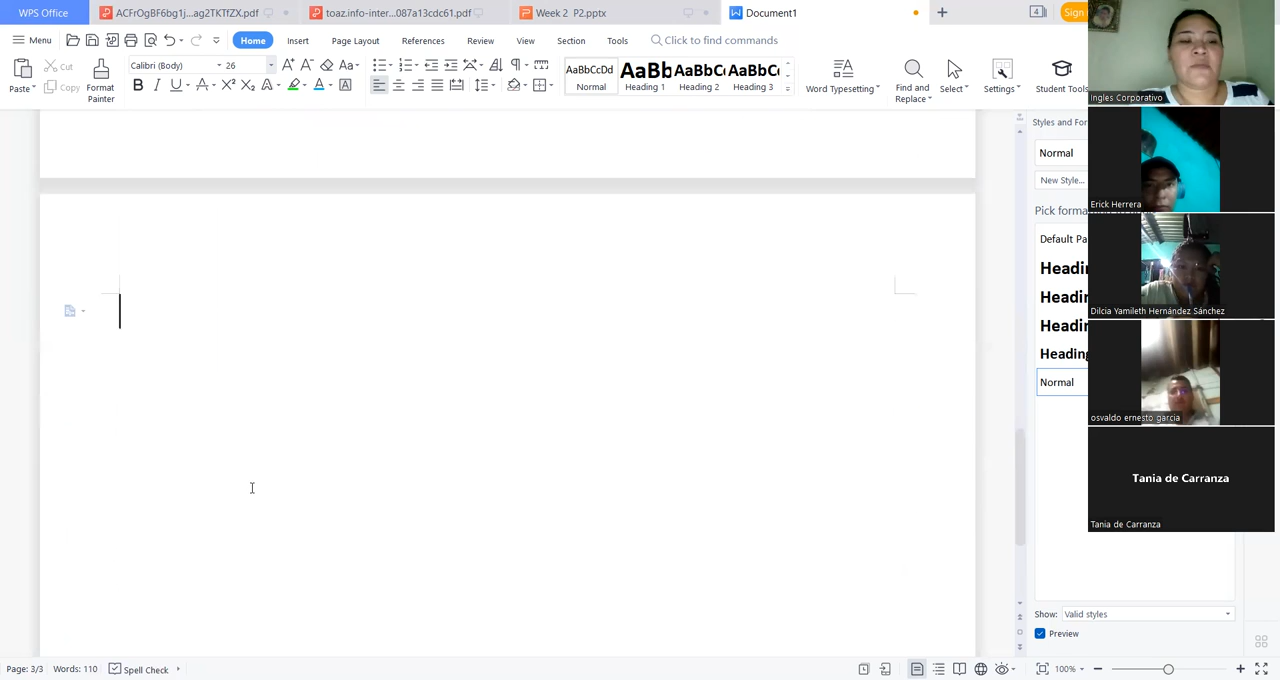 WPS Office
ACFrOgBF6bg1j...ag2TKTfZX.pdf
toaz.info-inter...087a13cdc61.pdf
Week 2 P2.pptx
Document1
4
Sign
Menu
Home
Insert
Page Layout
References
Review
View
Section
Tools
Click to find commands
Paste
Cut
Copy
Format
Painter
Calibri (Body)
26
AaBbCcDd
Normal
AaBb
Heading 1
AaBbC
Heading 2
AaBbC
Heading 3
Word Typesetting
Find and
Replace
Select
Settings
Student Tools
Styles and For
Normal
New Style...
Pick forma
Default Pa
Headi
Headi
Headi
Heading
Normal
Show: Valid styles
Preview
Ingles Corporativo
Erick Herrera
Dilcia Yamileth Hernández Sánchez
osvaldo ernesto garcia
Tania de Carranza
Tania de Carranza
Page: 3/3
Words: 110
Spell Check
100%